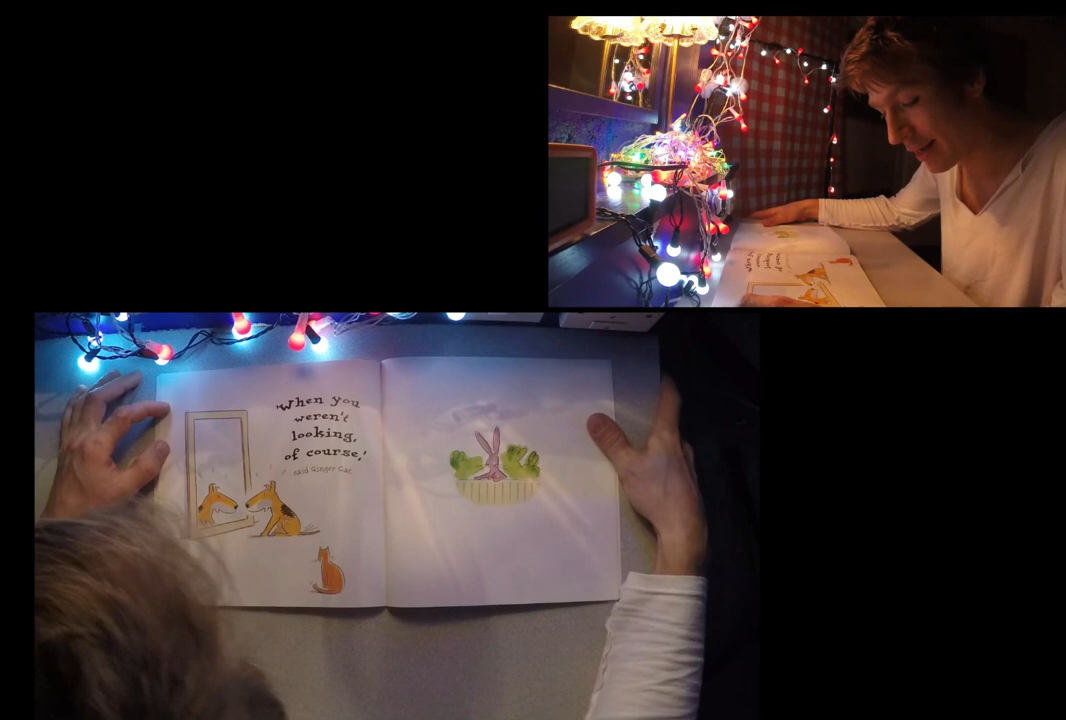 'When you
weren't
looking,
of course,'
said Ginger Cat.